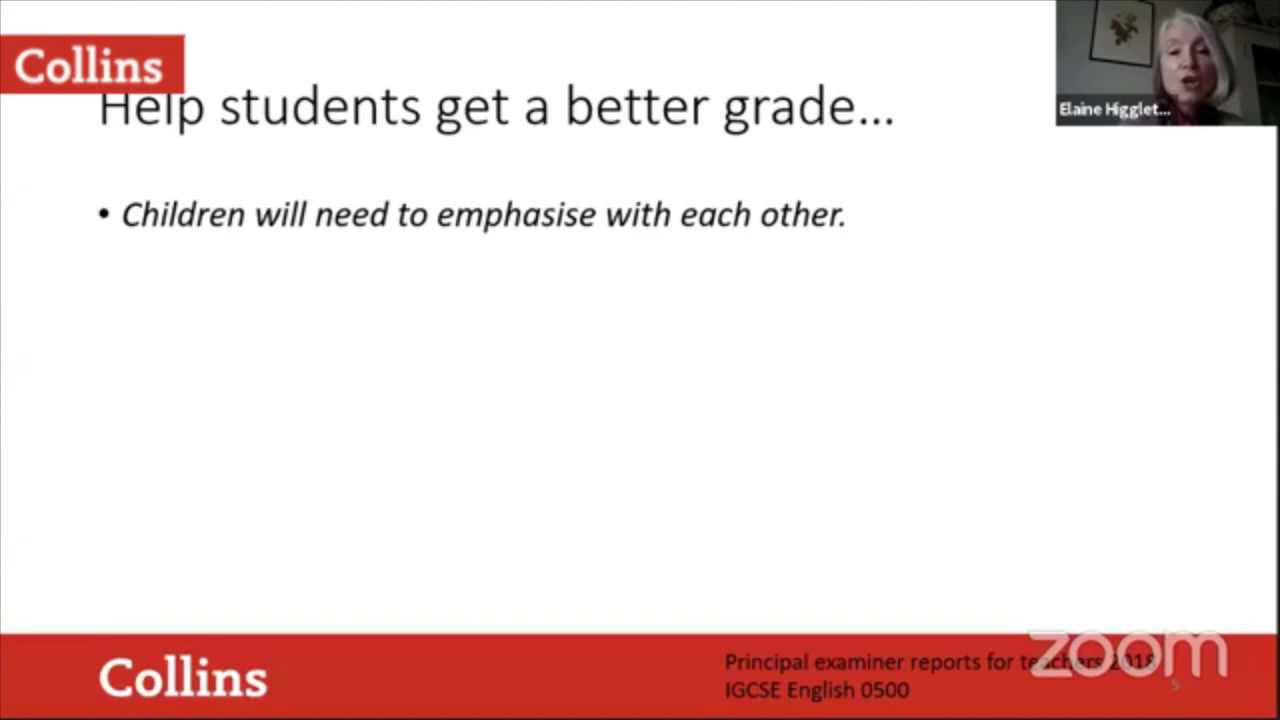 Collins
Help students get a better grade...
Elaine Higglet...
• Children will need to emphasise with each other.
Collins
Principal examiner reports for teachers 2018
IGCSE English 0500
zoom
5